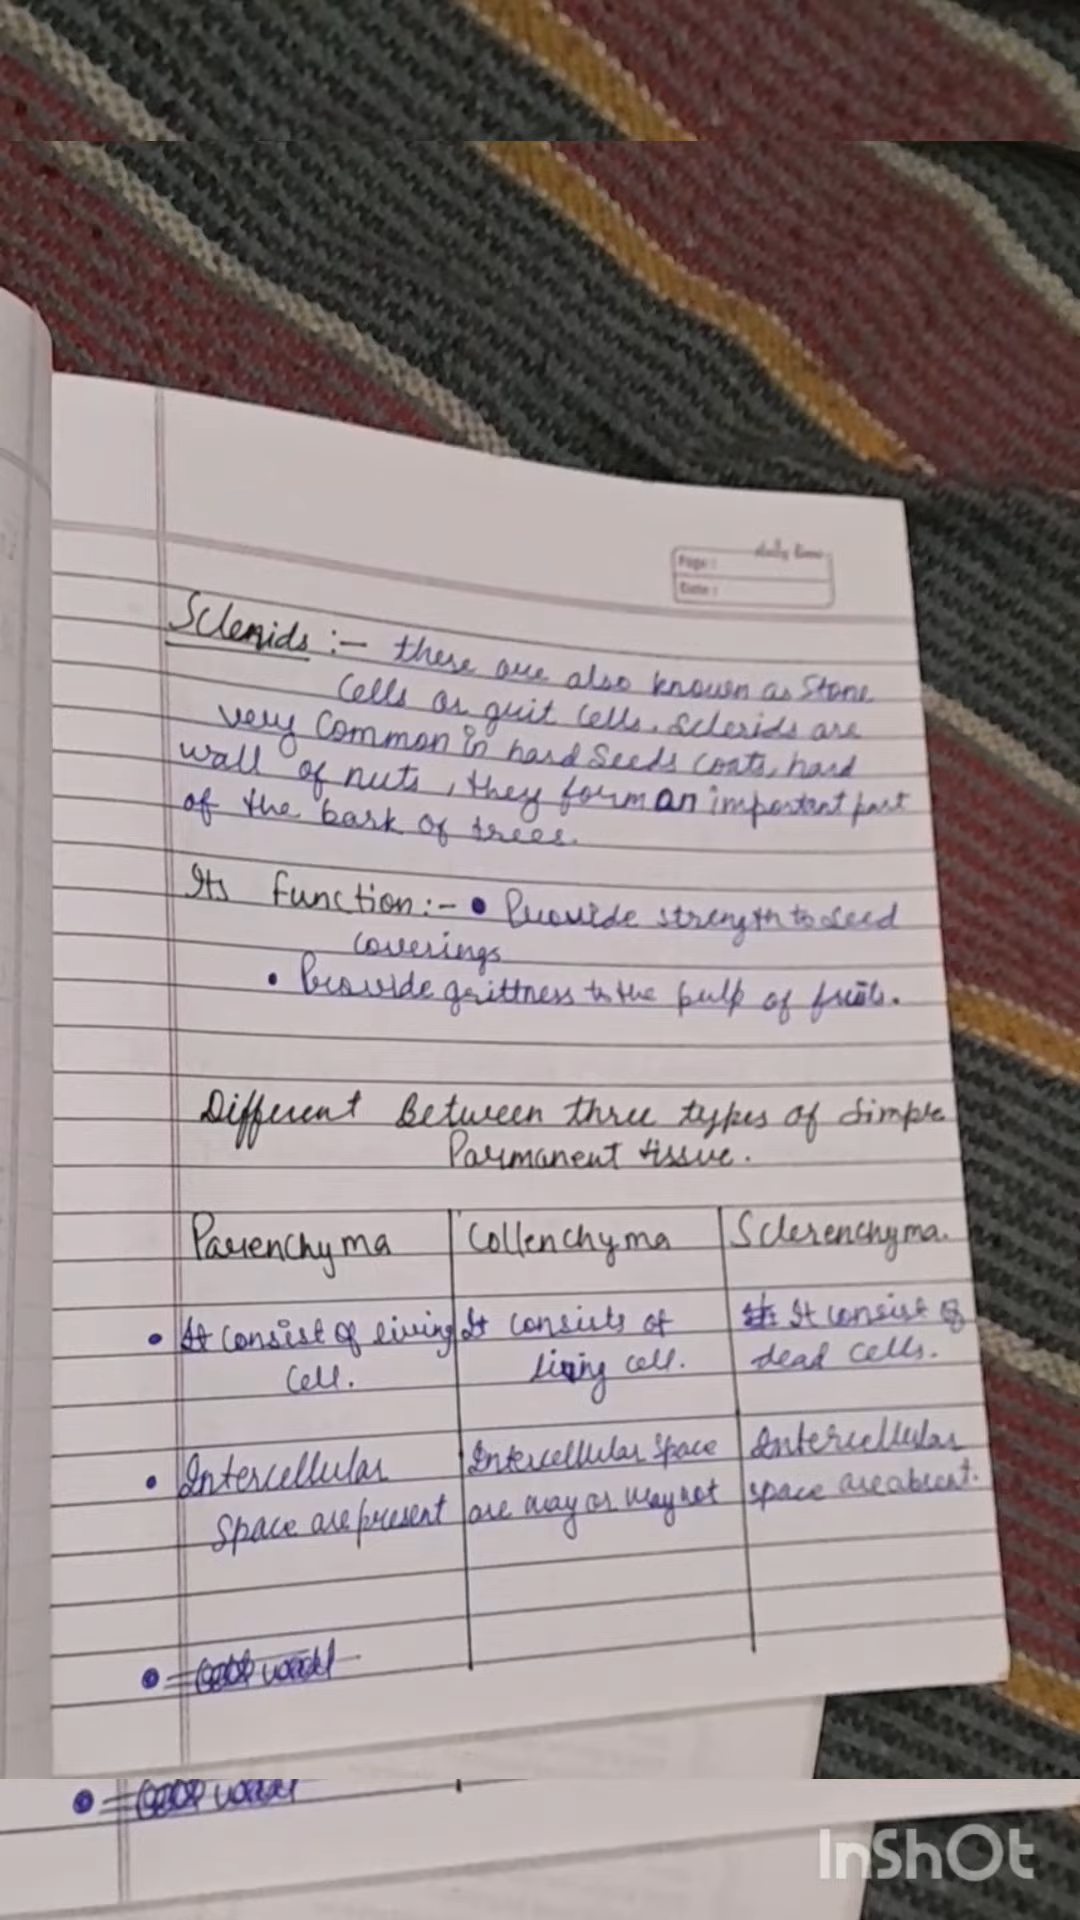 daily line
Page :
Date :
Sclerids :- there are also known as Stone
Cells or guit Cells. Sclerids are
very Common in hard Seeds coats, hard
wall of nuts, they form an important part
of the bark of trees.
Its function :- • Provide strength to seed
coverings
• Provide grittness to the pulp of fruits.
Different Between three types of Simple
Parmanent tissue.
Parenchyma Collenchyma Sclerenchyma.
• It consist of living It consists of It consist of
cell. living cell. dead cells.
• Intercellular Intercellular space Intercellular
space are present are may or may not space are absent.
InShOt